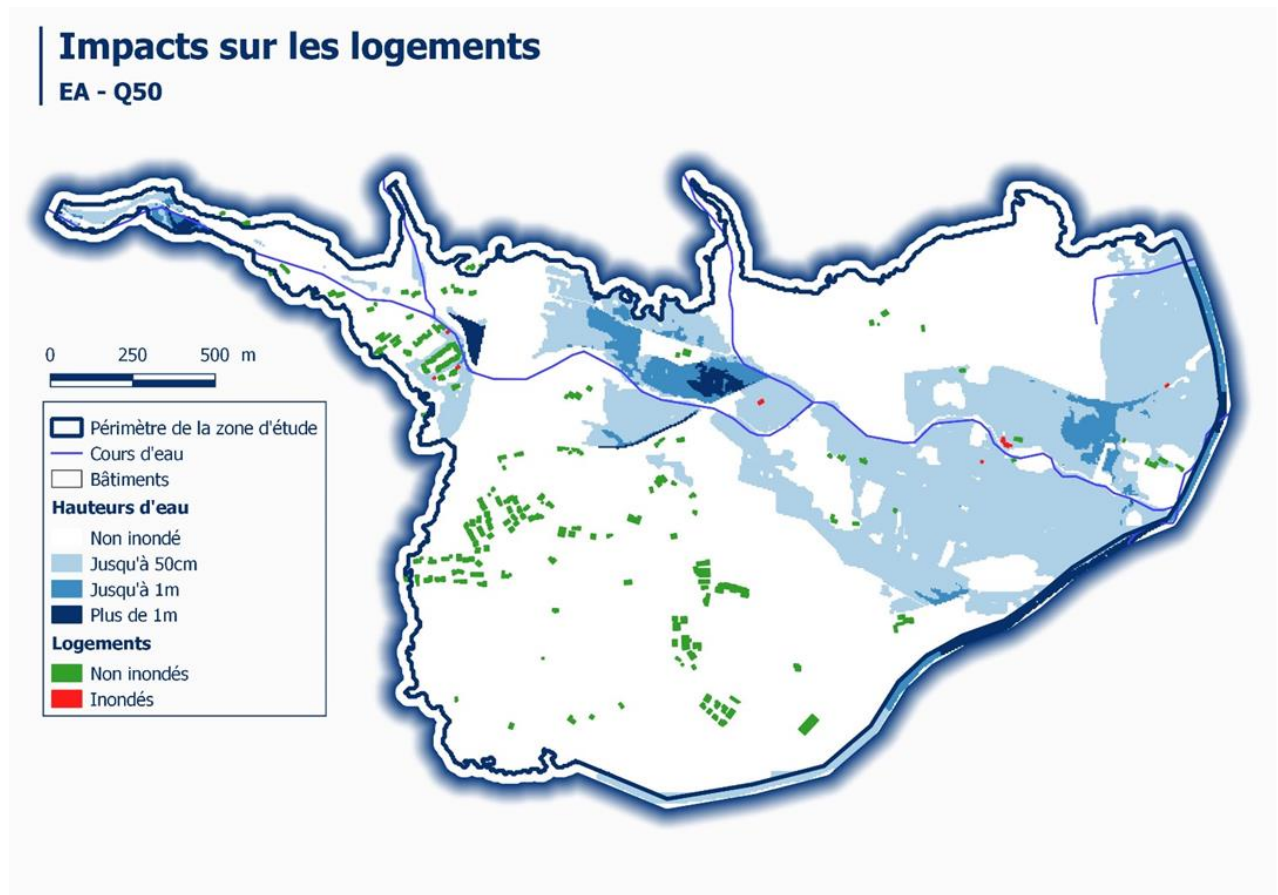 Impacts sur les logements
EA - Q50
0 250 500 m
Périmètre de la zone d'étude
Cours d'eau
Bâtiments
Hauteurs d'eau
Non inondé
Jusqu'à 50cm
Jusqu'à 1m
Plus de 1m
Logements
Non inondés
Inondés